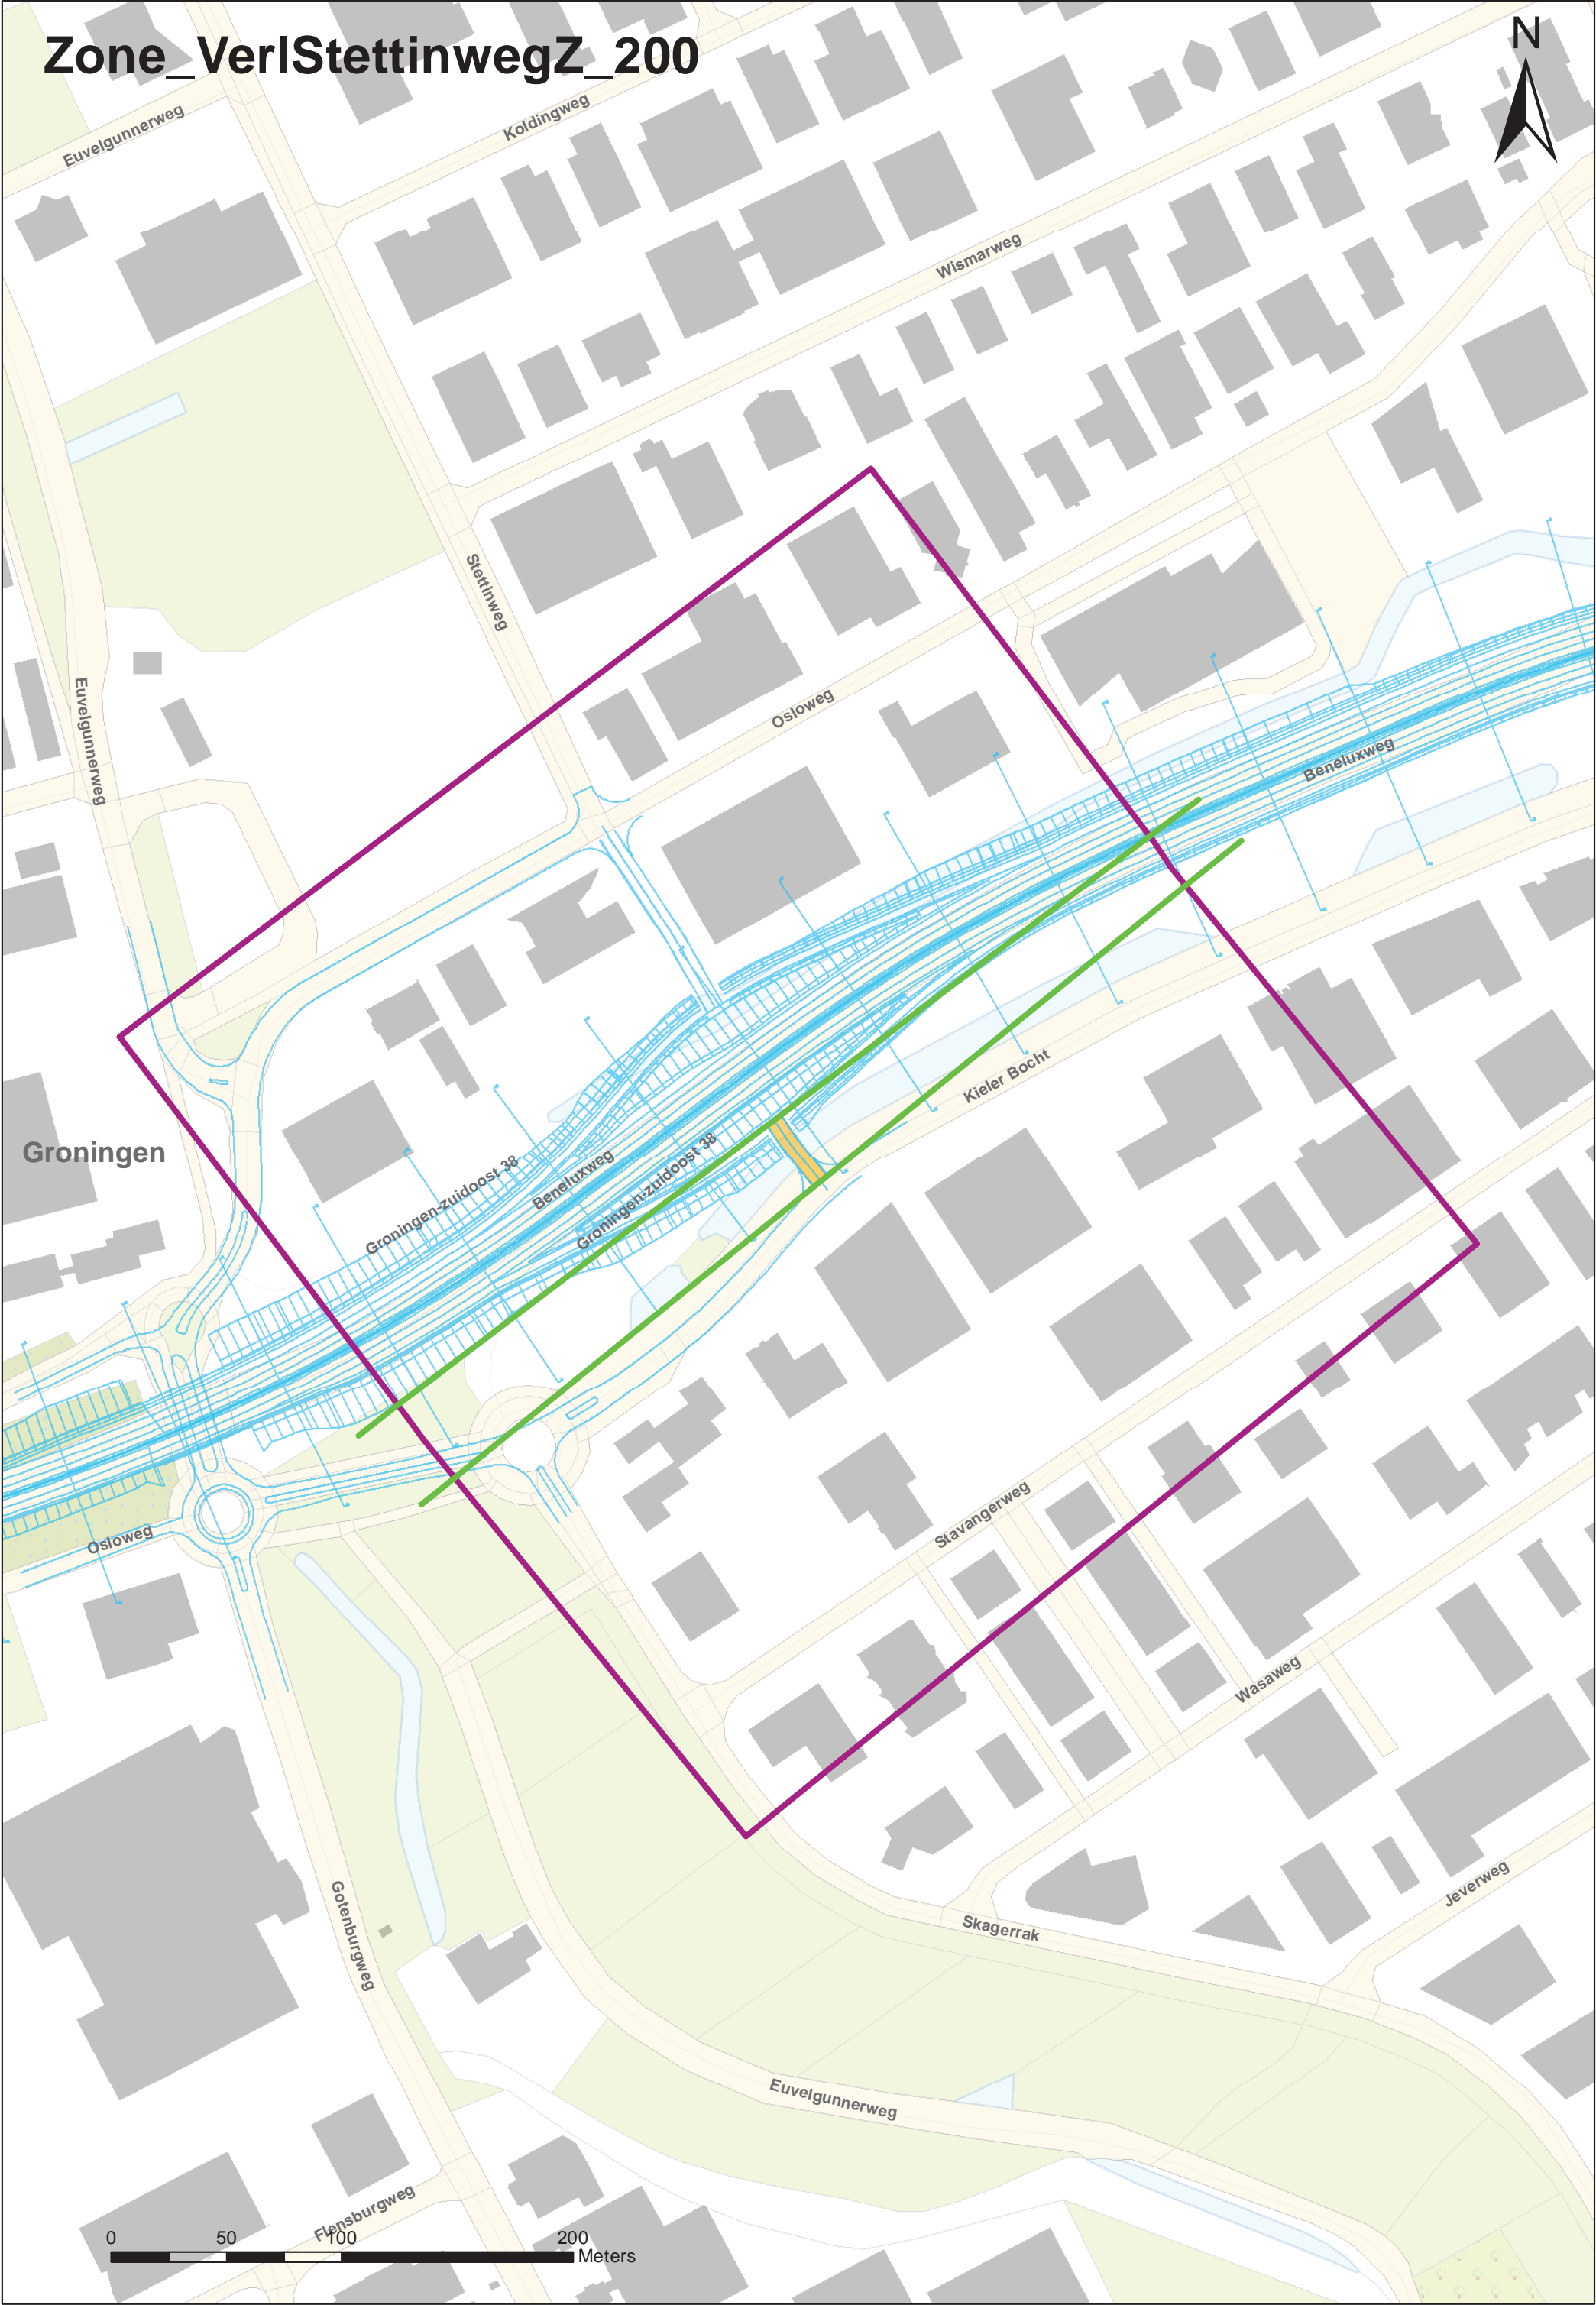 Zone_VerlStettinwegZ_200
N
Koldingweg
Euvelgunnerweg
Wismarweg
Stettinweg
Euvelgunnerweg
Osloweg
Beneluxweg
Kieler Bocht
Groningen
Groningen-zuidoost 38
Beneluxweg
Groningen-zuidoost 38
Stavangerweg
Osloweg
Wasaweg
Jeverweg
Gotenburgweg
Skagerrak
Euvelgunnerweg
Flensburgweg
0 50 100 200
Meters